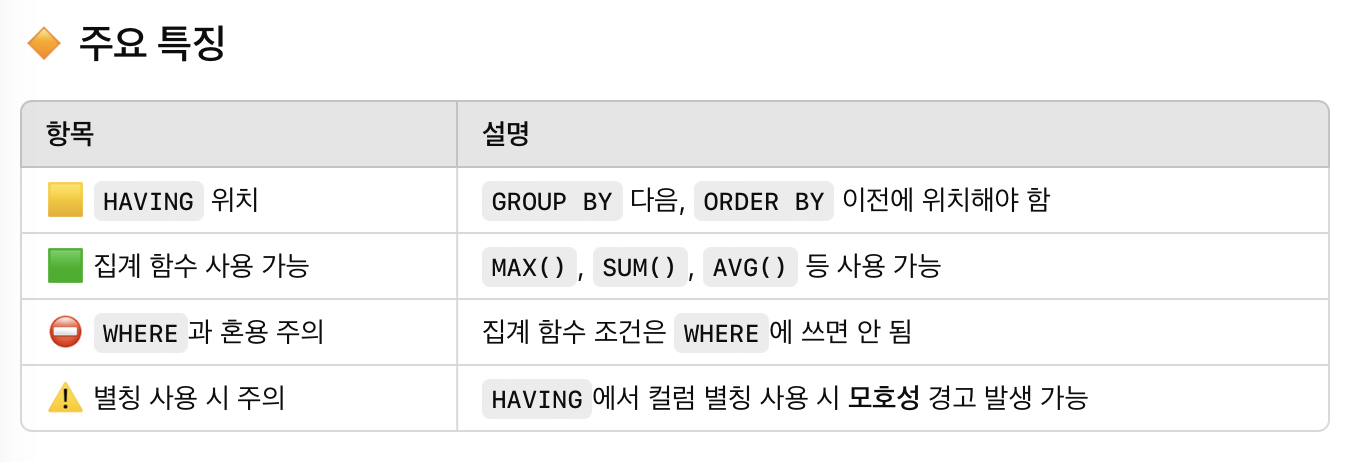 🔶 주요 특징
항목 설명
🟨 HAVING 위치 GROUP BY 다음, ORDER BY 이전에 위치해야 함
🟩 집계 함수 사용 가능 MAX(), SUM(), AVG() 등 사용 가능
⛔ WHERE과 혼용 주의 집계 함수 조건은 WHERE에 쓰면 안 됨
⚠️ 별칭 사용 시 주의 HAVING에서 컬럼 별칭 사용 시 모호성 경고 발생 가능